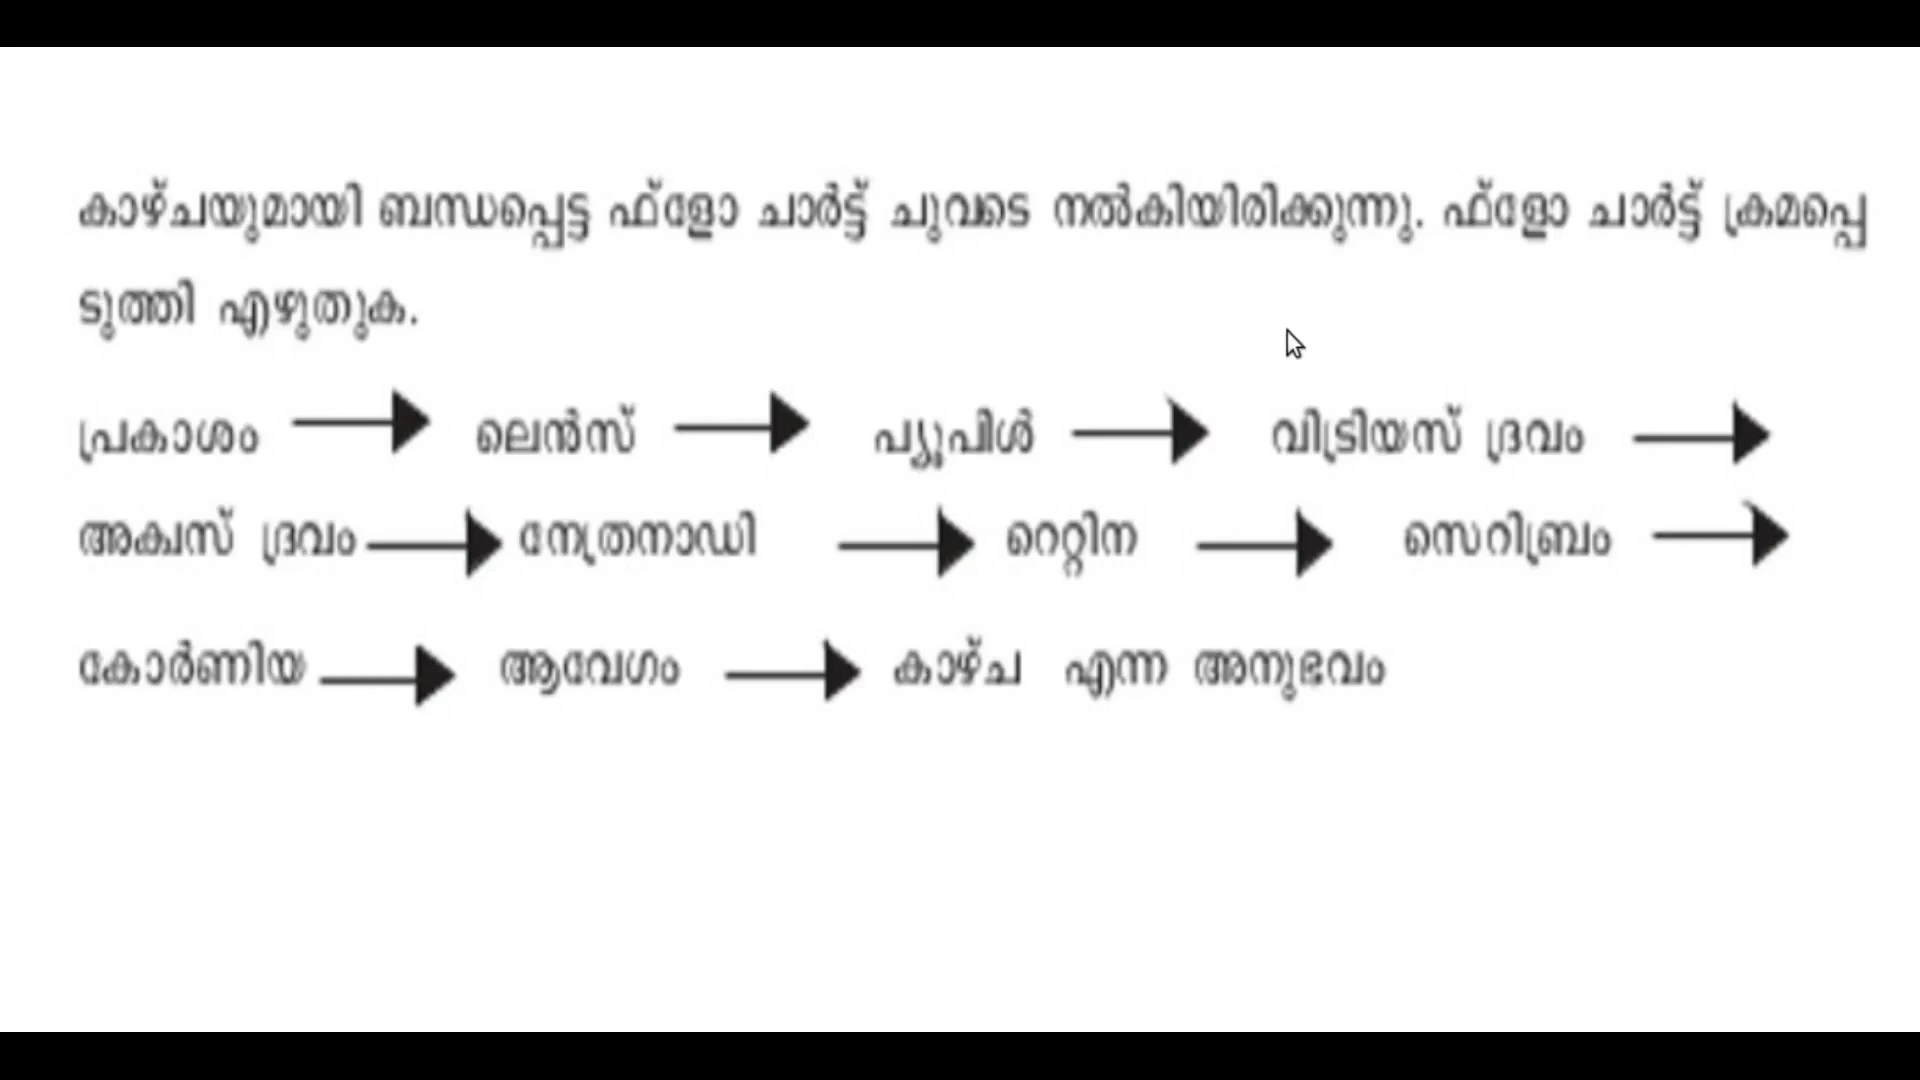 കാഴ്ചയുമായി ബന്ധപ്പെട്ട ഫ്ളോ ചാർട്ട് ചുവടെ നൽകിയിരിക്കുന്നു. ഫ്ളോ ചാർട്ട് ക്രമപ്പെ
ടുത്തി എഴുതുക.
പ്രകാശം → ലെൻസ് → പ്യൂപിൾ → വിട്രിയസ് ദ്രവം →
അക്വസ് ദ്രവം → നേത്രനാഡി → റെറ്റിന → സെറിബ്രം →
കോർണിയ → ആവേഗം → കാഴ്ച എന്ന അനുഭവം